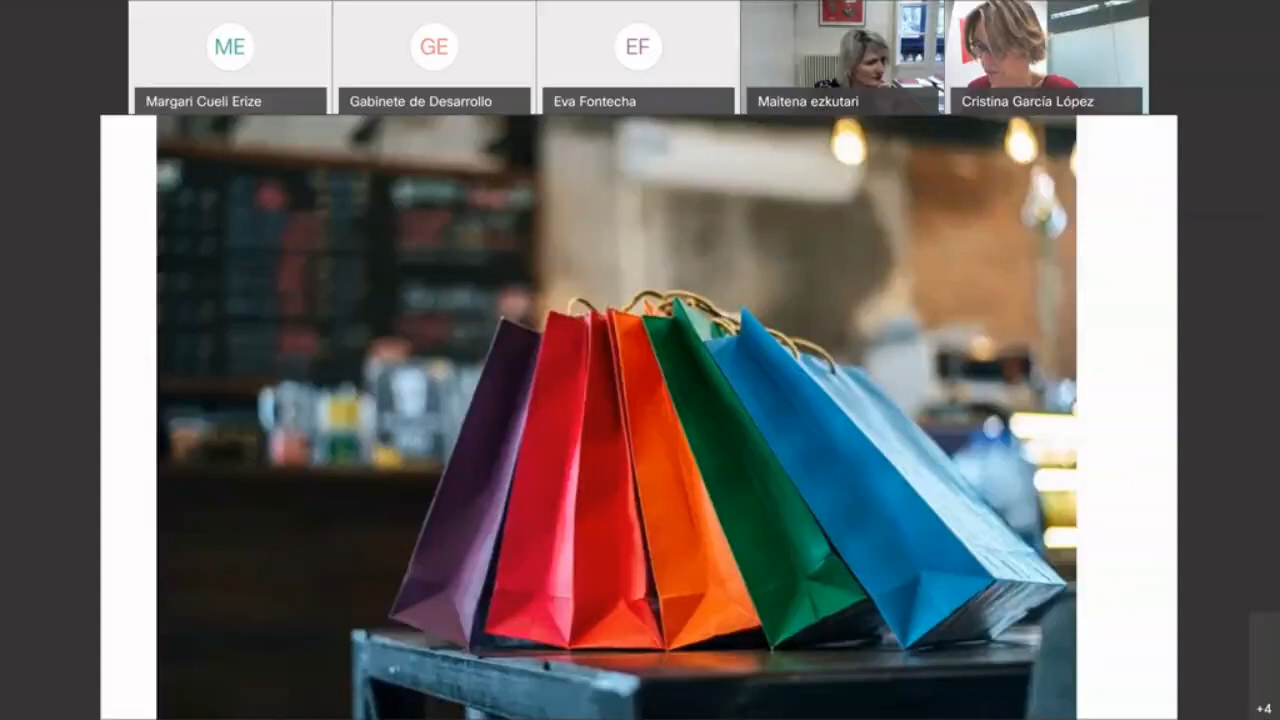 ME
GE
EF
Margari Cueli Erize
Gabinete de Desarrollo
Eva Fontecha
Maitena ezkutari
Cristina García López
+4